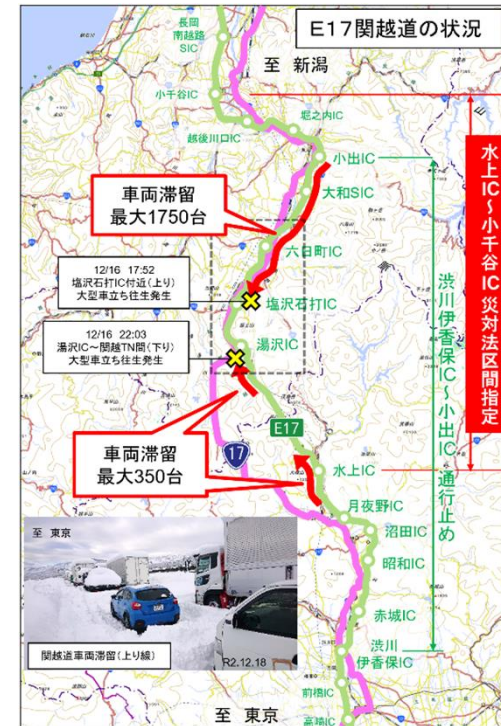 E17関越道の状況
長岡
南越路
SIC
至 新潟
小千谷IC
越後川口IC
堀之内IC
小出IC
大和SIC
車両滞留
最大1750台
六日町IC
12/16 17:52
塩沢石打IC付近(上り)
大型車立ち往生発生
塩沢石打IC
12/16 22:03
湯沢IC～関越TN間(下り)
大型車立ち往生発生
湯沢IC
水上IC～小千谷IC 災対法区間指定
渋川伊香保IC～小出IC 通行止め
E17
17
車両滞留
最大350台
水上IC
月夜野IC
沼田IC
昭和IC
赤城IC
渋川
伊香保IC
前橋IC
高崎IC
至 東京
至 東京
関越道車両滞留(上り線)
R2.12.18